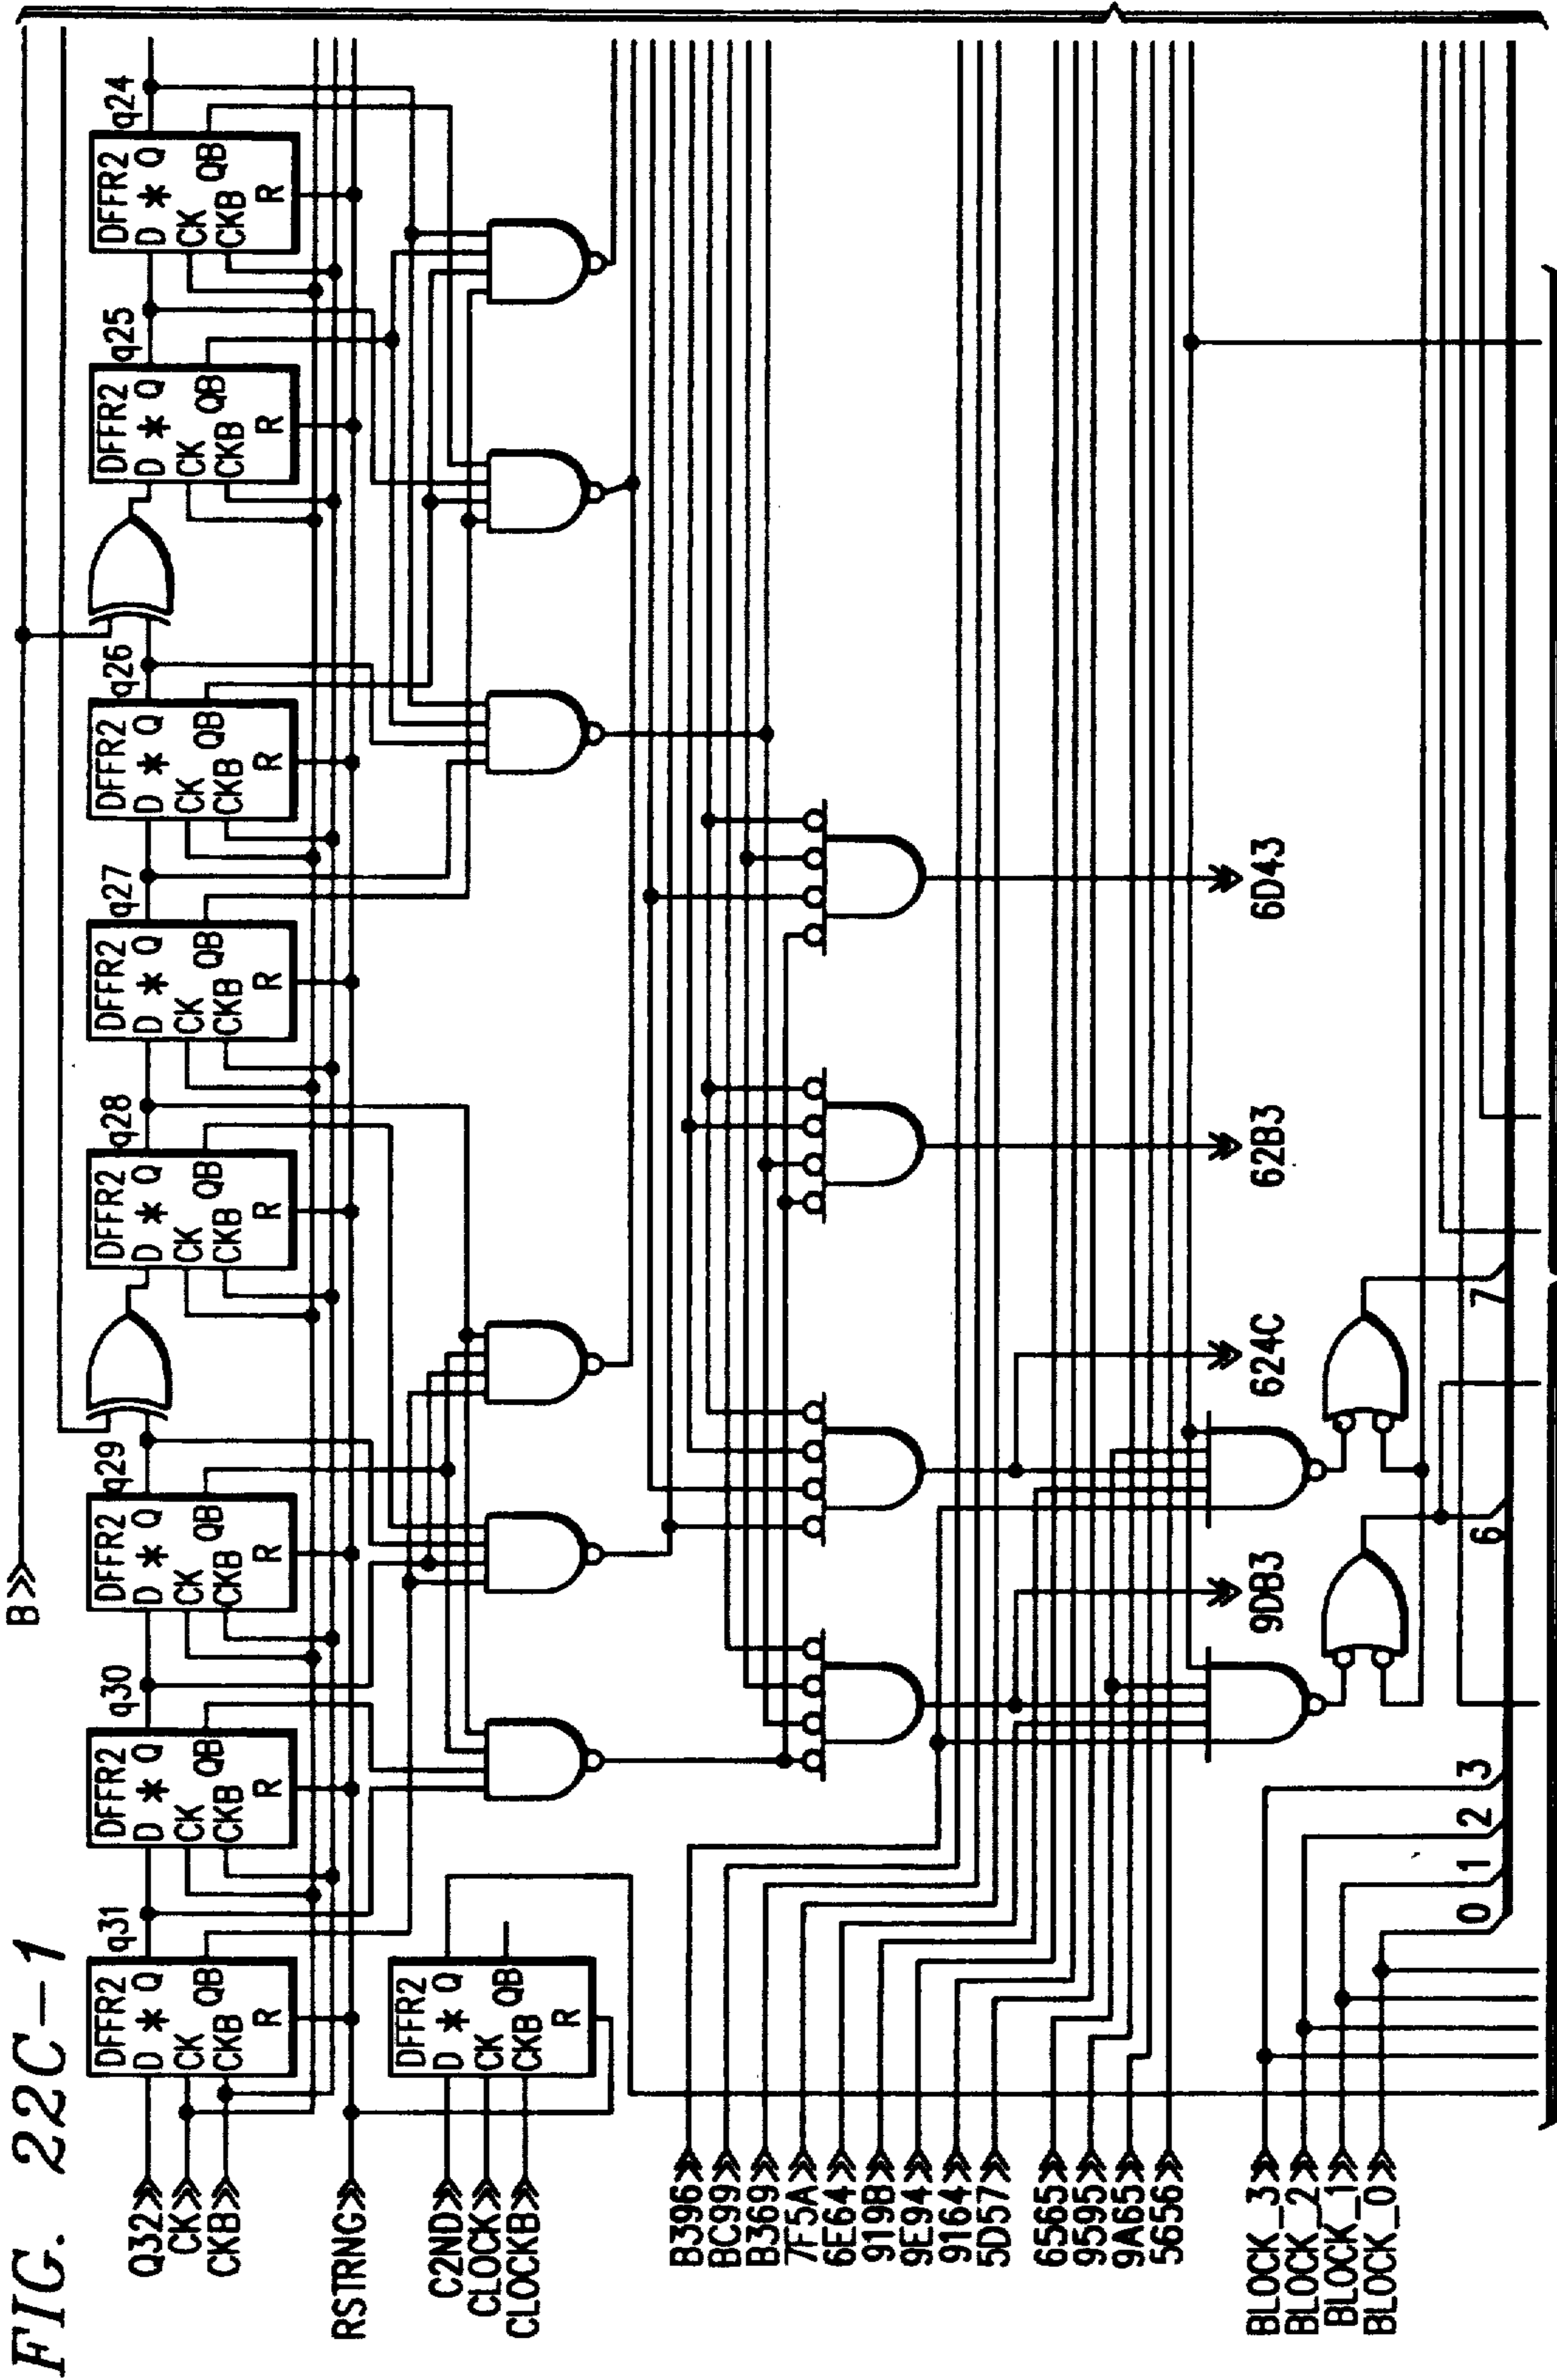 FIG. 22C-1
B
Q32
CK
CKB
RSTRNG
C2ND
CLOCK
CLOCKB
DFFR2
D * Q
CK QB
CKB
R
q31
DFFR2
D * Q
CK QB
CKB
R
q30
DFFR2
D * Q
CK QB
CKB
R
q29
DFFR2
D * Q
CK QB
CKB
R
q28
DFFR2
D * Q
CK QB
CKB
R
q27
DFFR2
D * Q
CK QB
CKB
R
q26
DFFR2
D * Q
CK QB
CKB
R
q25
DFFR2
D * Q
CK QB
CKB
R
q24
DFFR2
D * Q
CK QB
CKB
R
B396
BC99
B369
7F5A
6E64
919B
9E94
9164
5D57
6565
9595
9A65
5656
9DB3
624C
62B3
6D43
BLOCK_3
BLOCK_2
BLOCK_1
BLOCK_0
0 1 2 3 6 7